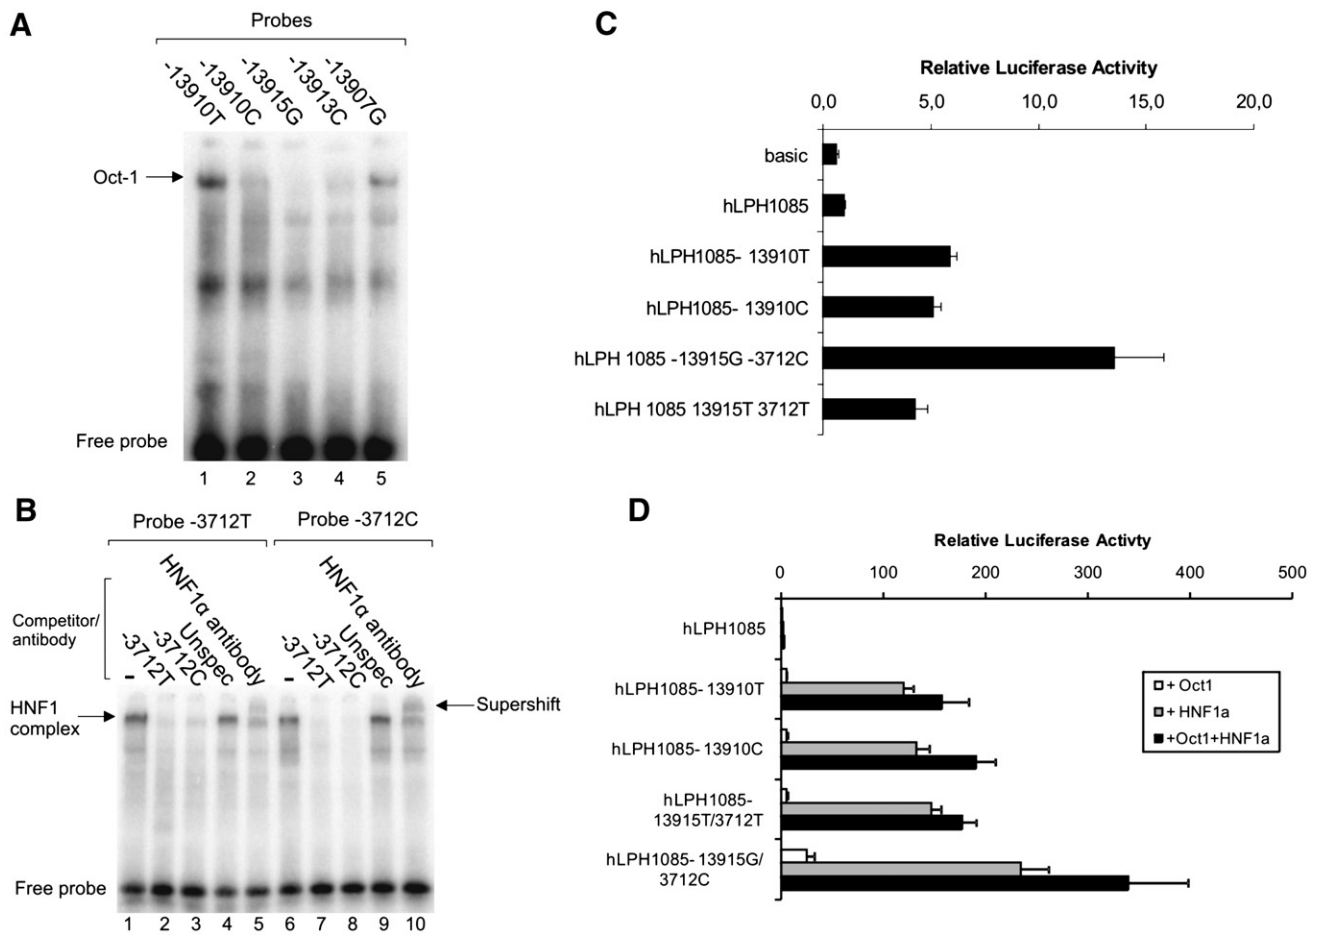 A
Probes
-13910T
-13910C
-13915G
-13913C
-13907G
Oct-1
Free probe
1 2 3 4 5
B
Probe -3712T
Probe -3712C
Competitor/
antibody
-
-3712T
-3712C
Unspec
HNF1α antibody
-
-3712T
-3712C
Unspec
HNF1α antibody
HNF1
complex
Supershift
Free probe
1 2 3 4 5 6 7 8 9 10
C
Relative Luciferase Activity
0,0 5,0 10,0 15,0 20,0
basic
hLPH1085
hLPH1085- 13910T
hLPH1085- 13910C
hLPH 1085 -13915G -3712C
hLPH 1085 13915T 3712T
D
Relative Luciferase Activty
0 100 200 300 400 500
hLPH1085
hLPH1085- 13910T
hLPH1085- 13910C
hLPH1085-
13915T/3712T
hLPH1085- 13915G/
3712C
+ Oct1
+ HNF1a
+Oct1+HNF1a